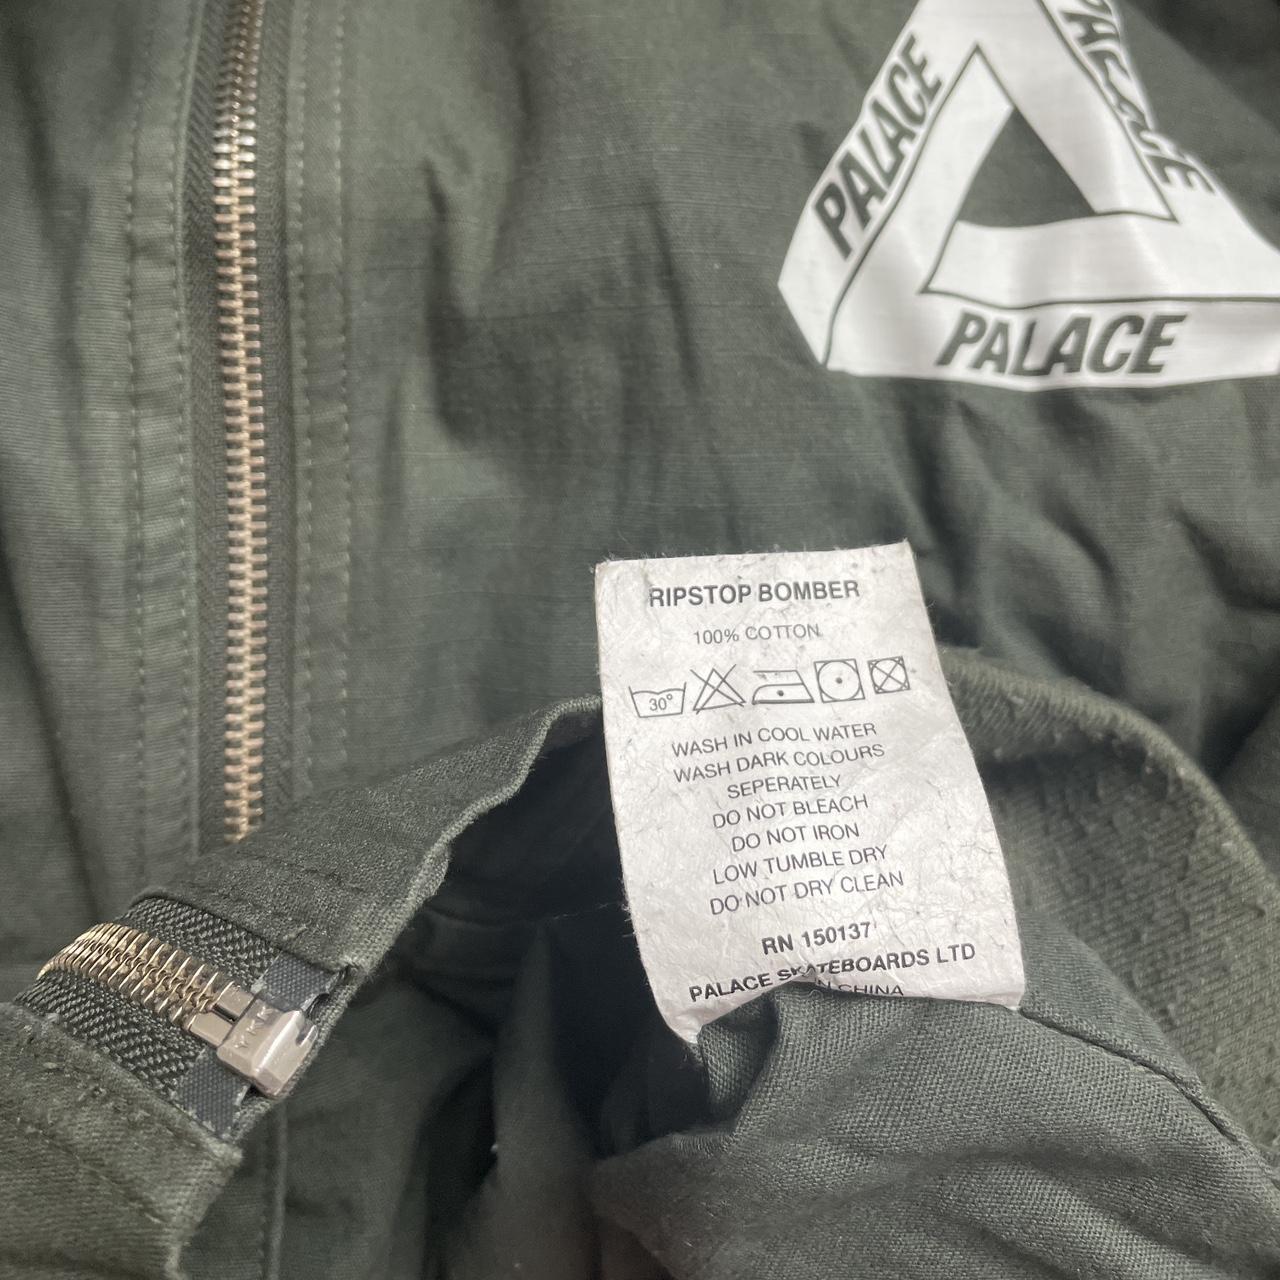 PALACE
PALACE
PALACE
RIPSTOP BOMBER
100% COTTON
30°
WASH IN COOL WATER
WASH DARK COLOURS
SEPERATELY
DO NOT BLEACH
DO NOT IRON
LOW TUMBLE DRY
DO NOT DRY CLEAN
RN 150137
PALACE SKATEBOARDS LTD
CHINA
YKK